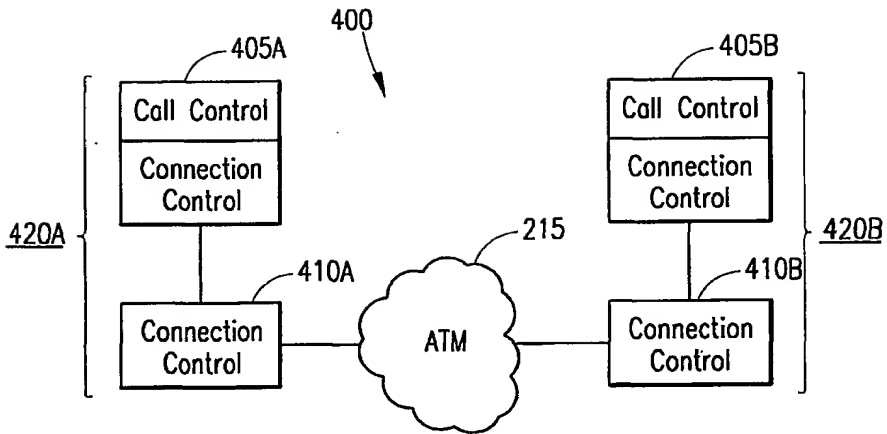 400
405A
405B
Call Control
Connection
Control
Call Control
Connection
Control
420A
420B
215
410A
410B
Connection
Control
ATM
Connection
Control